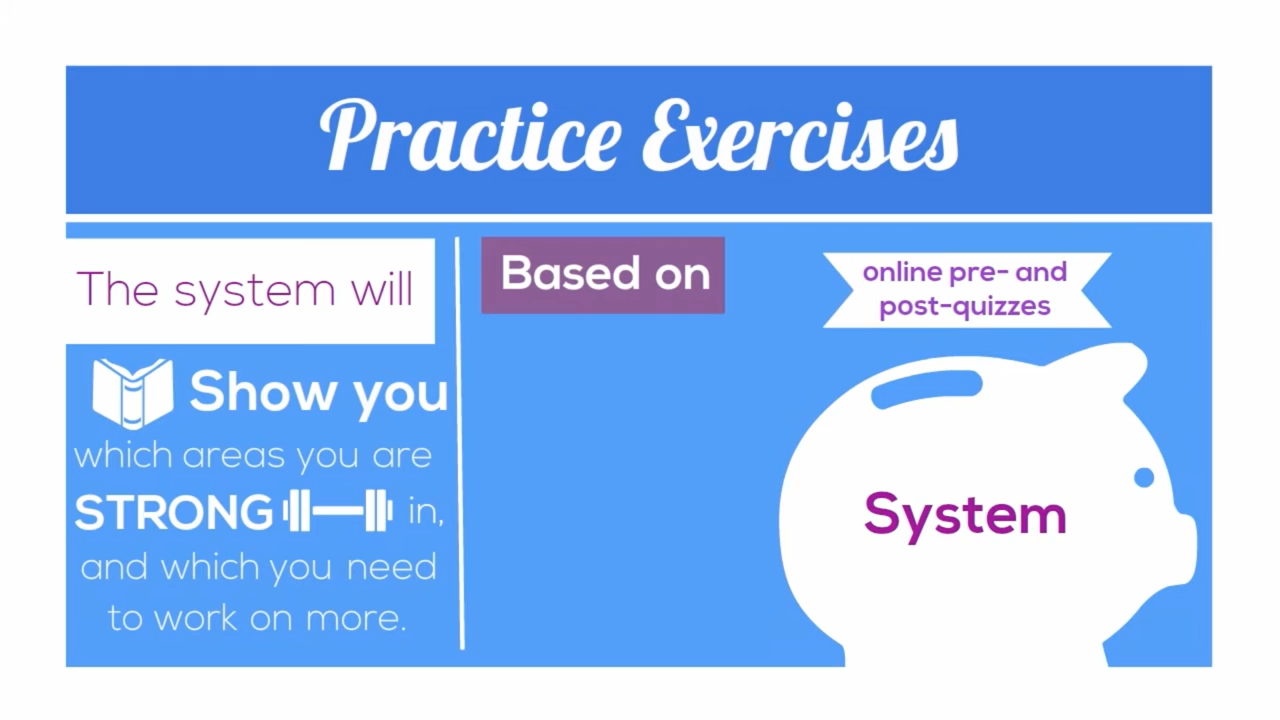 Practice Exercises
The system will
Show you
which areas you are
STRONG in,
and which you need
to work on more.
Based on
online pre- and
post-quizzes
System